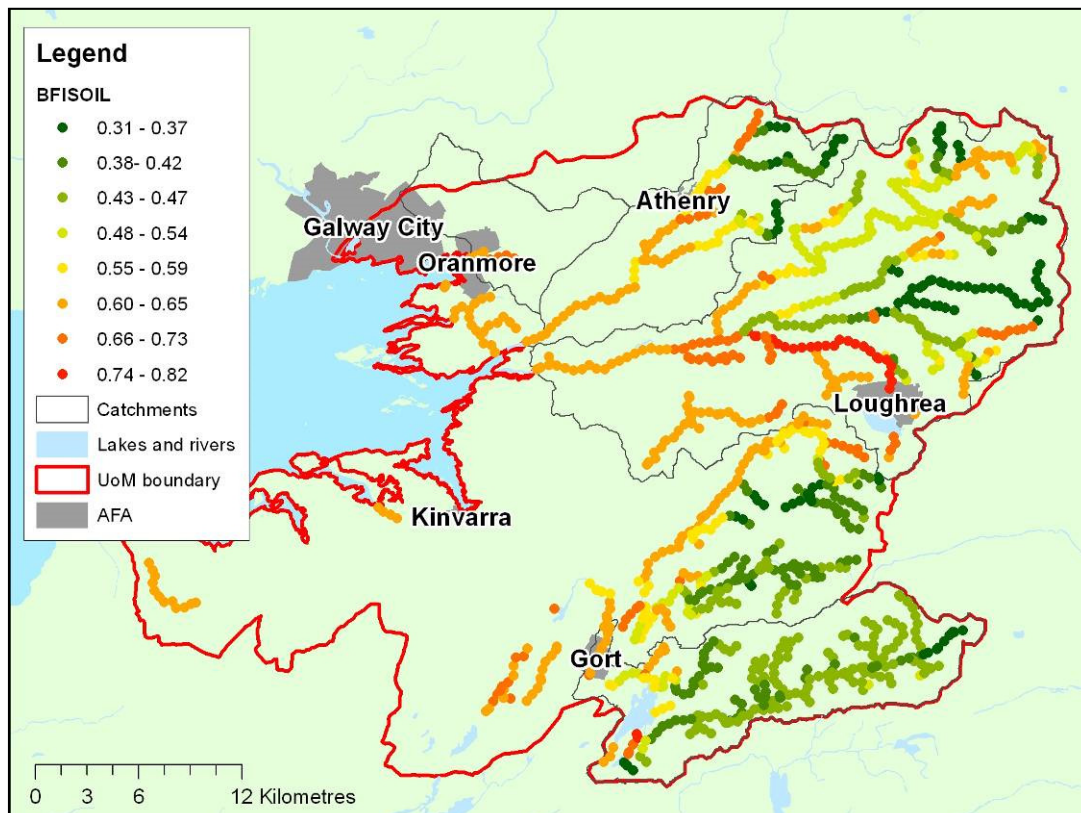 Legend
BFISOIL
0.31 - 0.37
0.38- 0.42
0.43 - 0.47
0.48 - 0.54
0.55 - 0.59
0.60 - 0.65
0.66 - 0.73
0.74 - 0.82
Catchments
Lakes and rivers
UoM boundary
AFA
Athenry
Galway City
Oranmore
Loughrea
Kinvarra
Gort
0 3 6 12 Kilometres